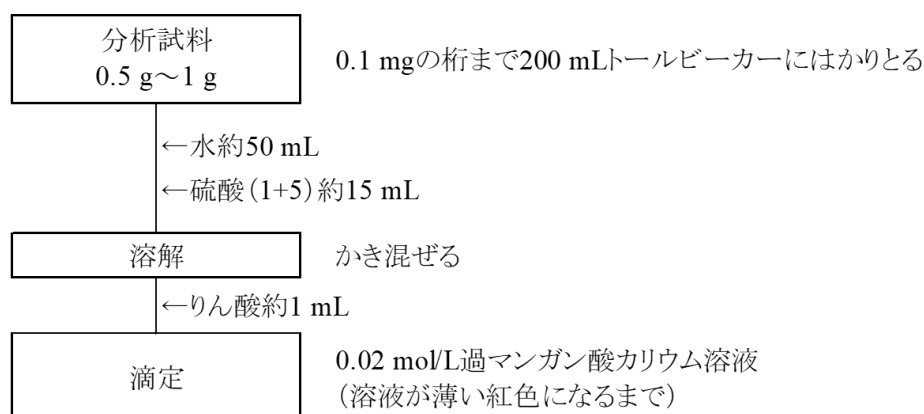 分析試料
0.5 g～1 g
0.1 mgの桁まで200 mLトールビーカーにはかりとる
←水約50 mL
←硫酸（1+5）約15 mL
溶解
かき混ぜる
←りん酸約1 mL
滴定
0.02 mol/L過マンガン酸カリウム溶液
（溶液が薄い紅色になるまで）